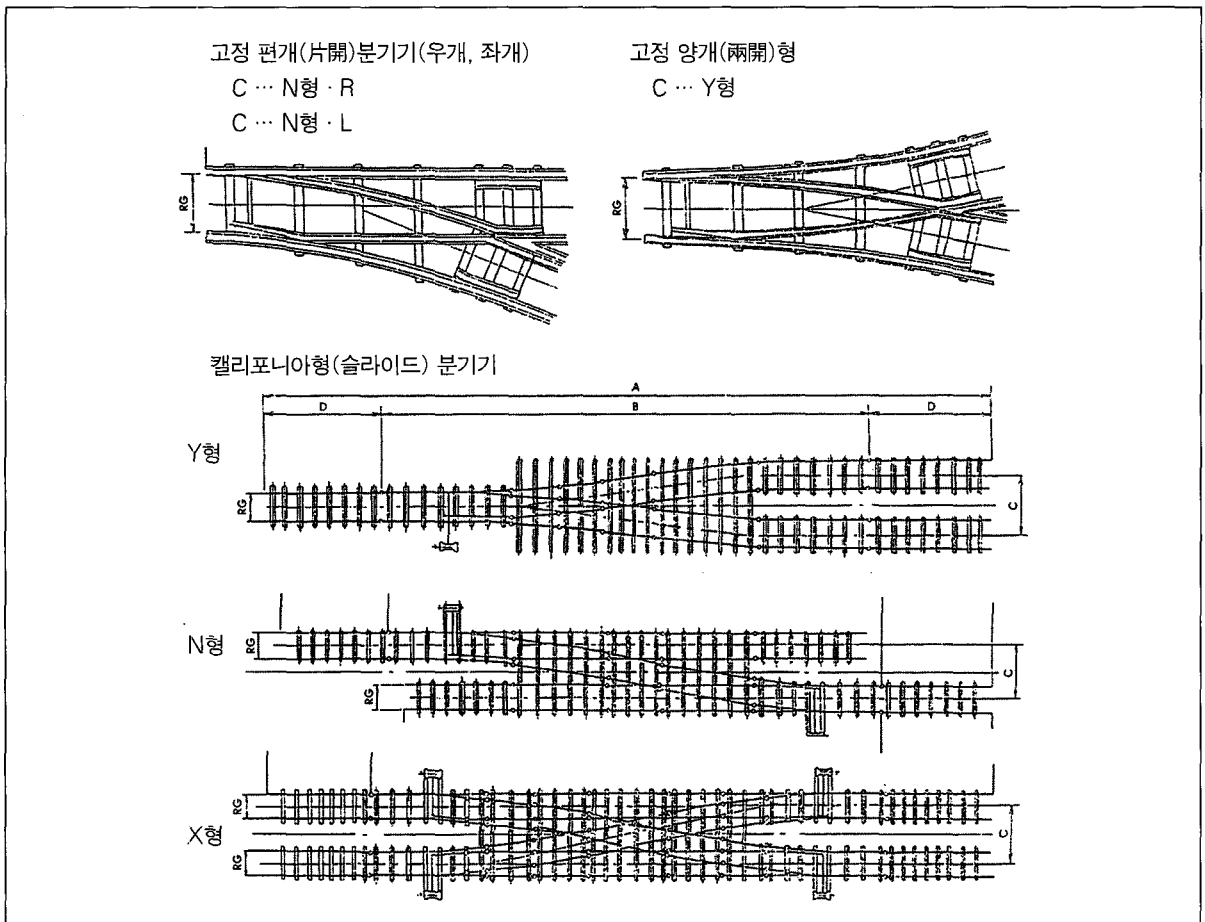 고정 편개(片開)분기기(우개, 좌개)
C … N형 · R
C … N형 · L
고정 양개(兩開)형
C … Y형
RG
RG
캘리포니아형(슬라이드) 분기기
A
D
B
D
Y형
RG
C
N형
RG
RG
C
X형
RG
RG
C